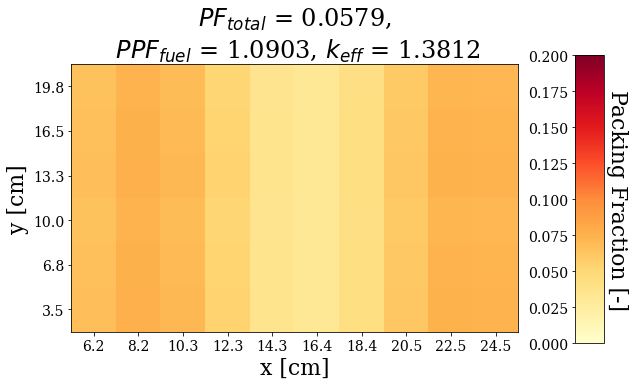 PF_total = 0.0579,
PPF_fuel = 1.0903, k_eff = 1.3812
0.200
19.8
0.175
16.5
0.150
13.3
0.125
y [cm]
0.100
10.0
0.075
6.8
0.050
3.5
0.025
0.000
Packing Fraction [-]
6.2 8.2 10.3 12.3 14.3 16.4 18.4 20.5 22.5 24.5
x [cm]